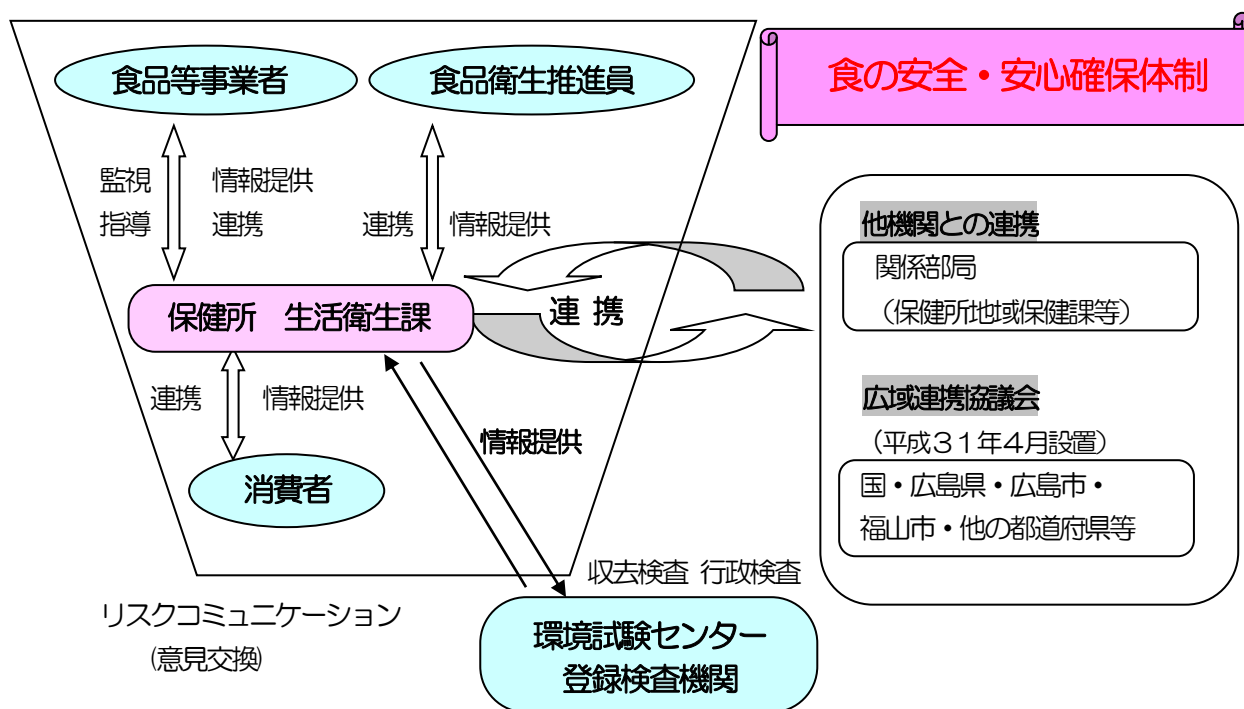 食の安全・安心確保体制
食品等事業者
食品衛生推進員
監視 情報提供
指導 連携
連携 情報提供
保健所 生活衛生課
連 携
連携 情報提供
情報提供
消費者
収去検査 行政検査
環境試験センター
登録検査機関
リスクコミュニケーション
(意見交換)
他機関との連携
関係部局
（保健所地域保健課等）
広域連携協議会
（平成３１年４月設置）
国・広島県・広島市・
福山市・他の都道府県等